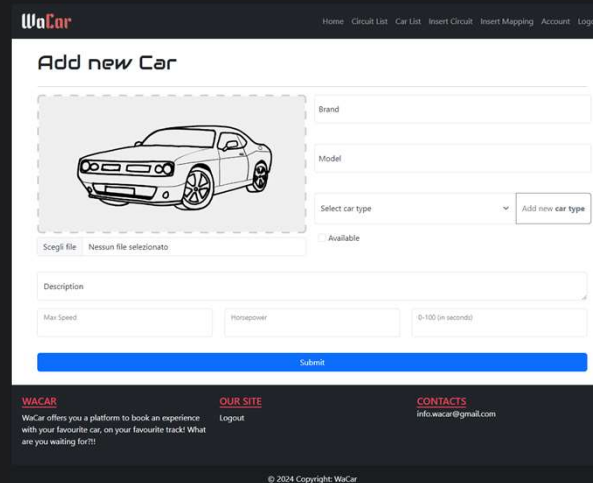 WaCar
Home Circuit List Car List Insert Circuit Insert Mapping Account
Add new Car
Brand
Model
Select car type
Add new car type
Available
Scegli file Nessun file selezionato
Description
Max Speed
Horsepower
0-100 (in seconds)
Submit
WACAR
WaCar offers you a platform to book an experience
with your favourite car, on your favourite track! What
are you waiting for?!!
OUR SITE
Logout
CONTACTS
info.wacar@gmail.com
© 2024 Copyright: WaCar